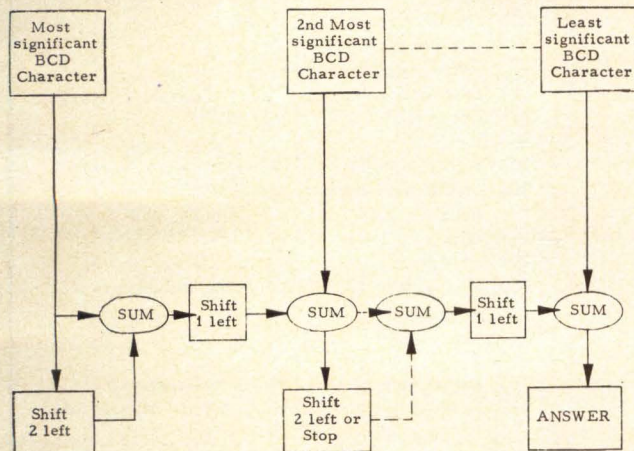 Most
significant
BCD
Character
2nd Most
significant
BCD
Character
Least
significant
BCD
Character
SUM
Shift
1 left
SUM
SUM
Shift
1 left
SUM
Shift
2 left
Shift
2 left or
Stop
ANSWER